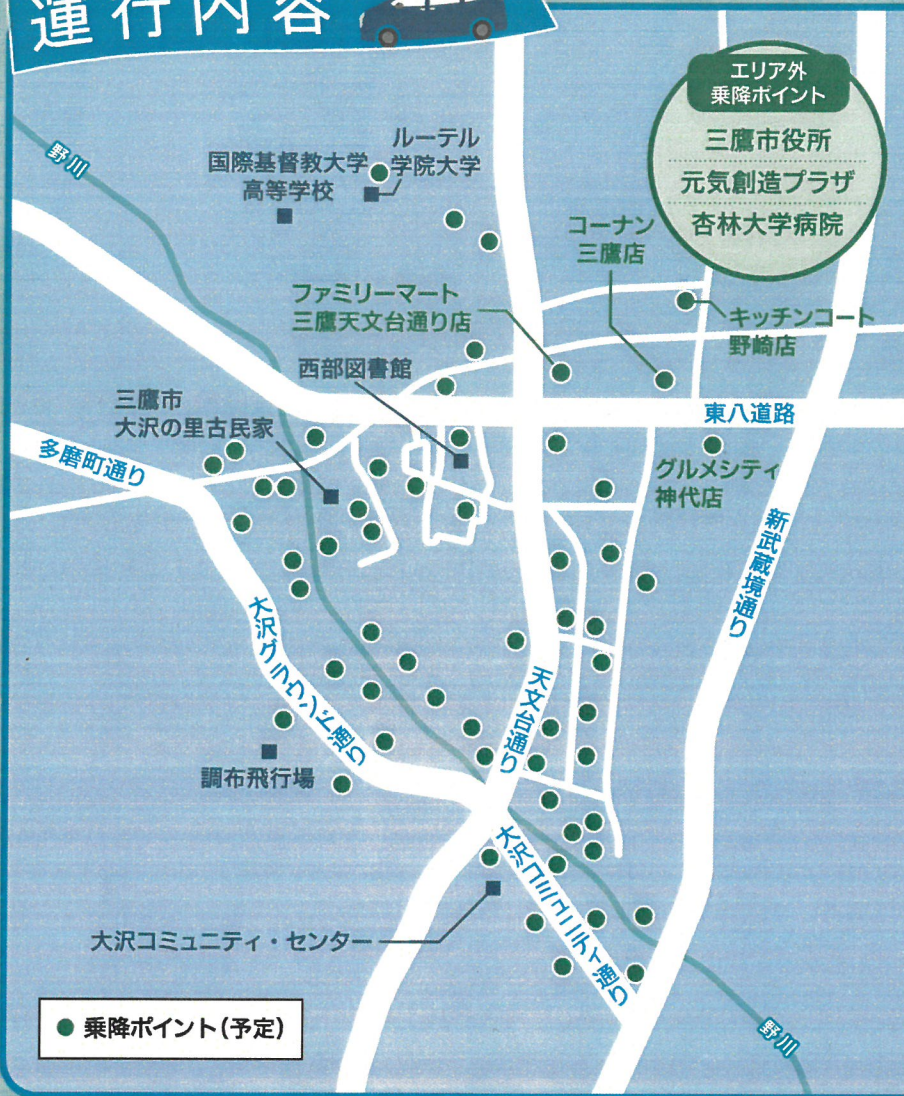 運行内容
エリア外
乗降ポイント
三鷹市役所
元気創造プラザ
杏林大学病院
野川
ルーテル
学院大学
国際基督教大学
高等学校
コーナン
三鷹店
ファミリーマート
三鷹天文台通り店
キッチンコート
野崎店
西部図書館
三鷹市
大沢の里古民家
東八道路
多磨町通り
グルメシティ
神代店
新武蔵境通り
大沢グラウンド通り
天文台通り
調布飛行場
大沢コミュニティ通り
大沢コミュニティ・センター
乗降ポイント(予定)
野川